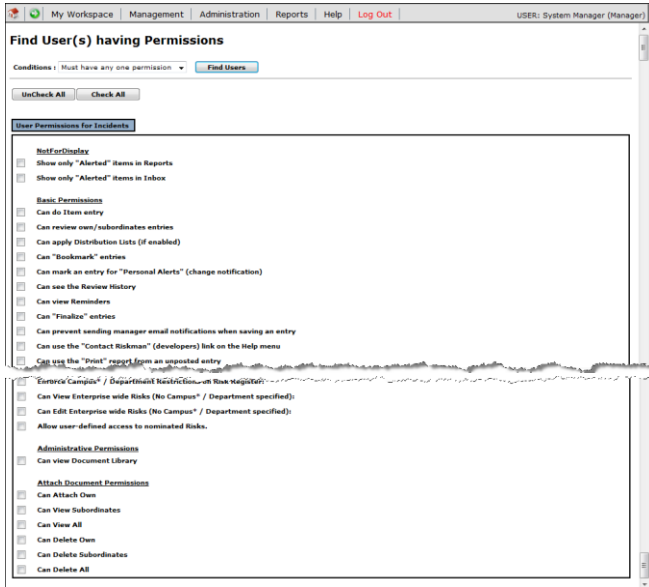 My Workspace | Management | Administration | Reports | Help | Log Out | USER: System Manager (Manager)
Find User(s) having Permissions
Conditions : Must have any one permission Find Users
UnCheck All Check All
User Permissions for Incidents
NotForDisplay
Show only "Alerted" items in Reports
Show only "Alerted" items in Inbox
Basic Permissions
Can do Item entry
Can review own/subordinates entries
Can apply Distribution Lists (if enabled)
Can "Bookmark" entries
Can mark an entry for "Personal Alerts" (change notification)
Can see the Review History
Can view Reminders
Can "Finalize" entries
Can prevent sending manager email notifications when saving an entry
Can use the "Contact Riskman" (developers) link on the Help menu
Can use the "Print" report from an unposted entry
Enforce Campus* / Department Restrictions on Risk Register:
Can View Enterprise wide Risks (No Campus* / Department specified):
Can Edit Enterprise wide Risks (No Campus* / Department specified):
Allow user-defined access to nominated Risks.
Administrative Permissions
Can view Document Library
Attach Document Permissions
Can Attach Own
Can View Subordinates
Can View All
Can Delete Own
Can Delete Subordinates
Can Delete All